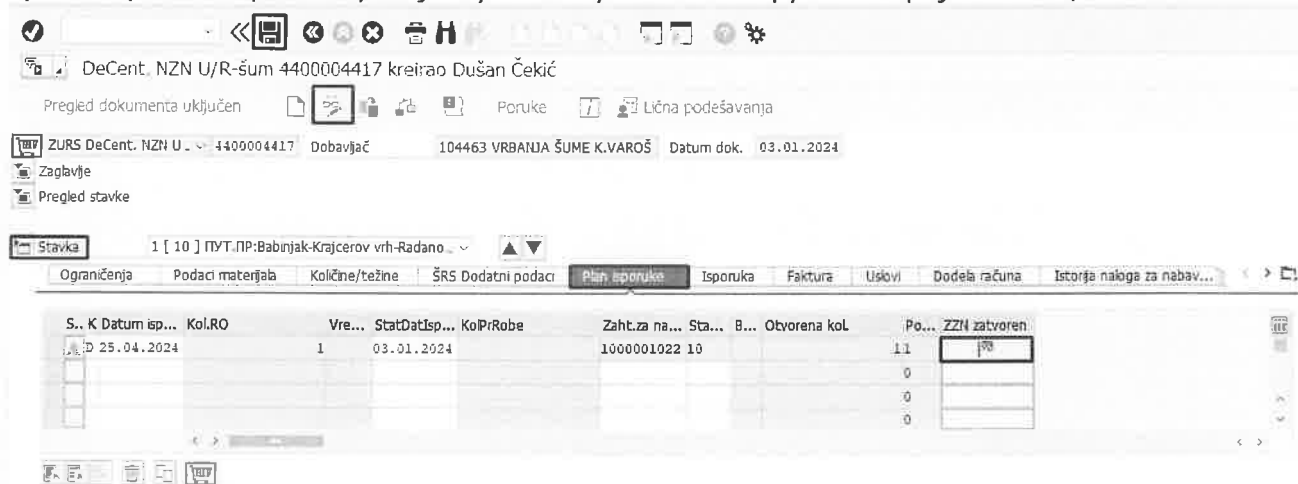 DeCent. NZN U/R-šum 4400004417 kreirao Dušan Čekić
Pregled dokumenta uključen Poruke Lična podešavanja
ZURS DeCent. NZN U.. 4400004417 Dobavljač 104463 VRBANJA ŠUME K.VAROŠ Datum dok. 03.01.2024
Zaglavlje
Pregled stavke
Stavka 1 [ 10 ] ПУТ.ПР:Babinjak-Krajcerov vrh-Radano..
Ograničenja Podaci materijala Količine/težine ŠRS Dodatni podaci Plan isporuke Isporuka Faktura Uslovi Dodela računa Istorija naloga za nabav...
S.. K Datum isp... Kol.RO Vre... StatDatIsp... KolPrRobe Zaht.za na... Sta... B... Otvorena kol. Po... ZZN zatvoren
D 25.04.2024 1 03.01.2024 1000001022 10 11
0
0
0